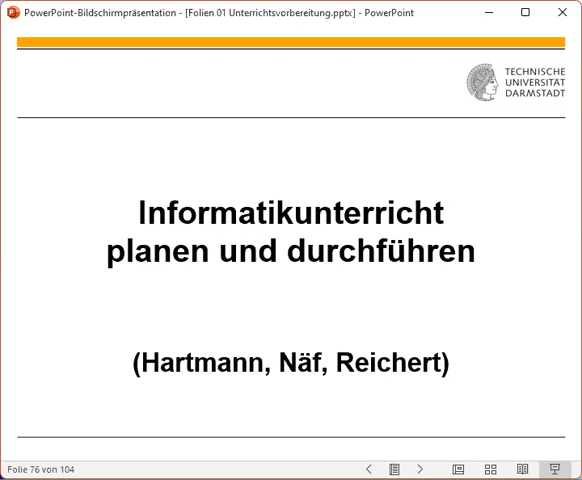 PowerPoint-Bildschirmpräsentation - [Folien 01 Unterrichtsvorbereitung.pptx] - PowerPoint
TECHNISCHE
UNIVERSITÄT
DARMSTADT
Informatikunterricht
planen und durchführen
(Hartmann, Näf, Reichert)
Folie 76 von 104